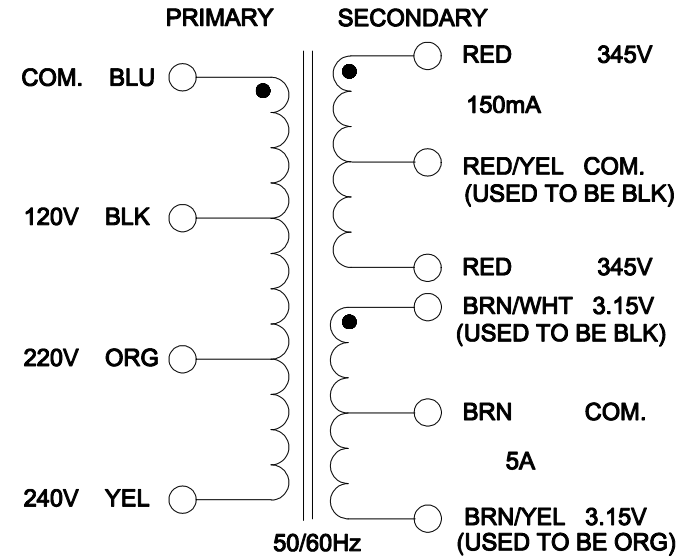 PRIMARY
SECONDARY
COM. BLU
120V BLK
220V ORG
240V YEL
RED 345V
150mA
RED/YEL COM.
(USED TO BE BLK)
RED 345V
BRN/WHT 3.15V
(USED TO BE BLK)
BRN COM.
5A
BRN/YEL 3.15V
(USED TO BE ORG)
50/60Hz